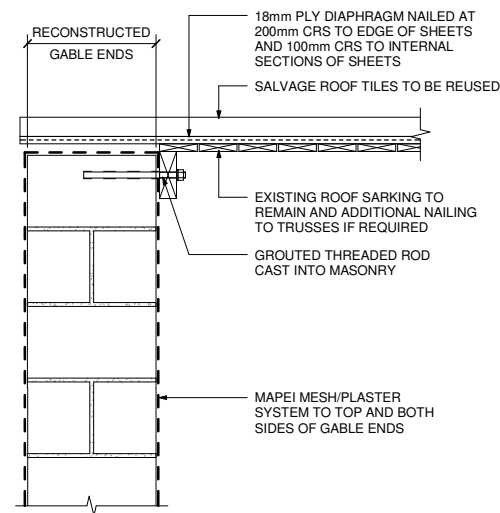 RECONSTRUCTED
GABLE ENDS
18mm PLY DIAPHRAGM NAILED AT
200mm CRS TO EDGE OF SHEETS
AND 100mm CRS TO INTERNAL
SECTIONS OF SHEETS
SALVAGE ROOF TILES TO BE REUSED
EXISTING ROOF SARKING TO
REMAIN AND ADDITIONAL NAILING
TO TRUSSES IF REQUIRED
GROUTED THREADED ROD
CAST INTO MASONRY
MAPEI MESH/PLASTER
SYSTEM TO TOP AND BOTH
SIDES OF GABLE ENDS